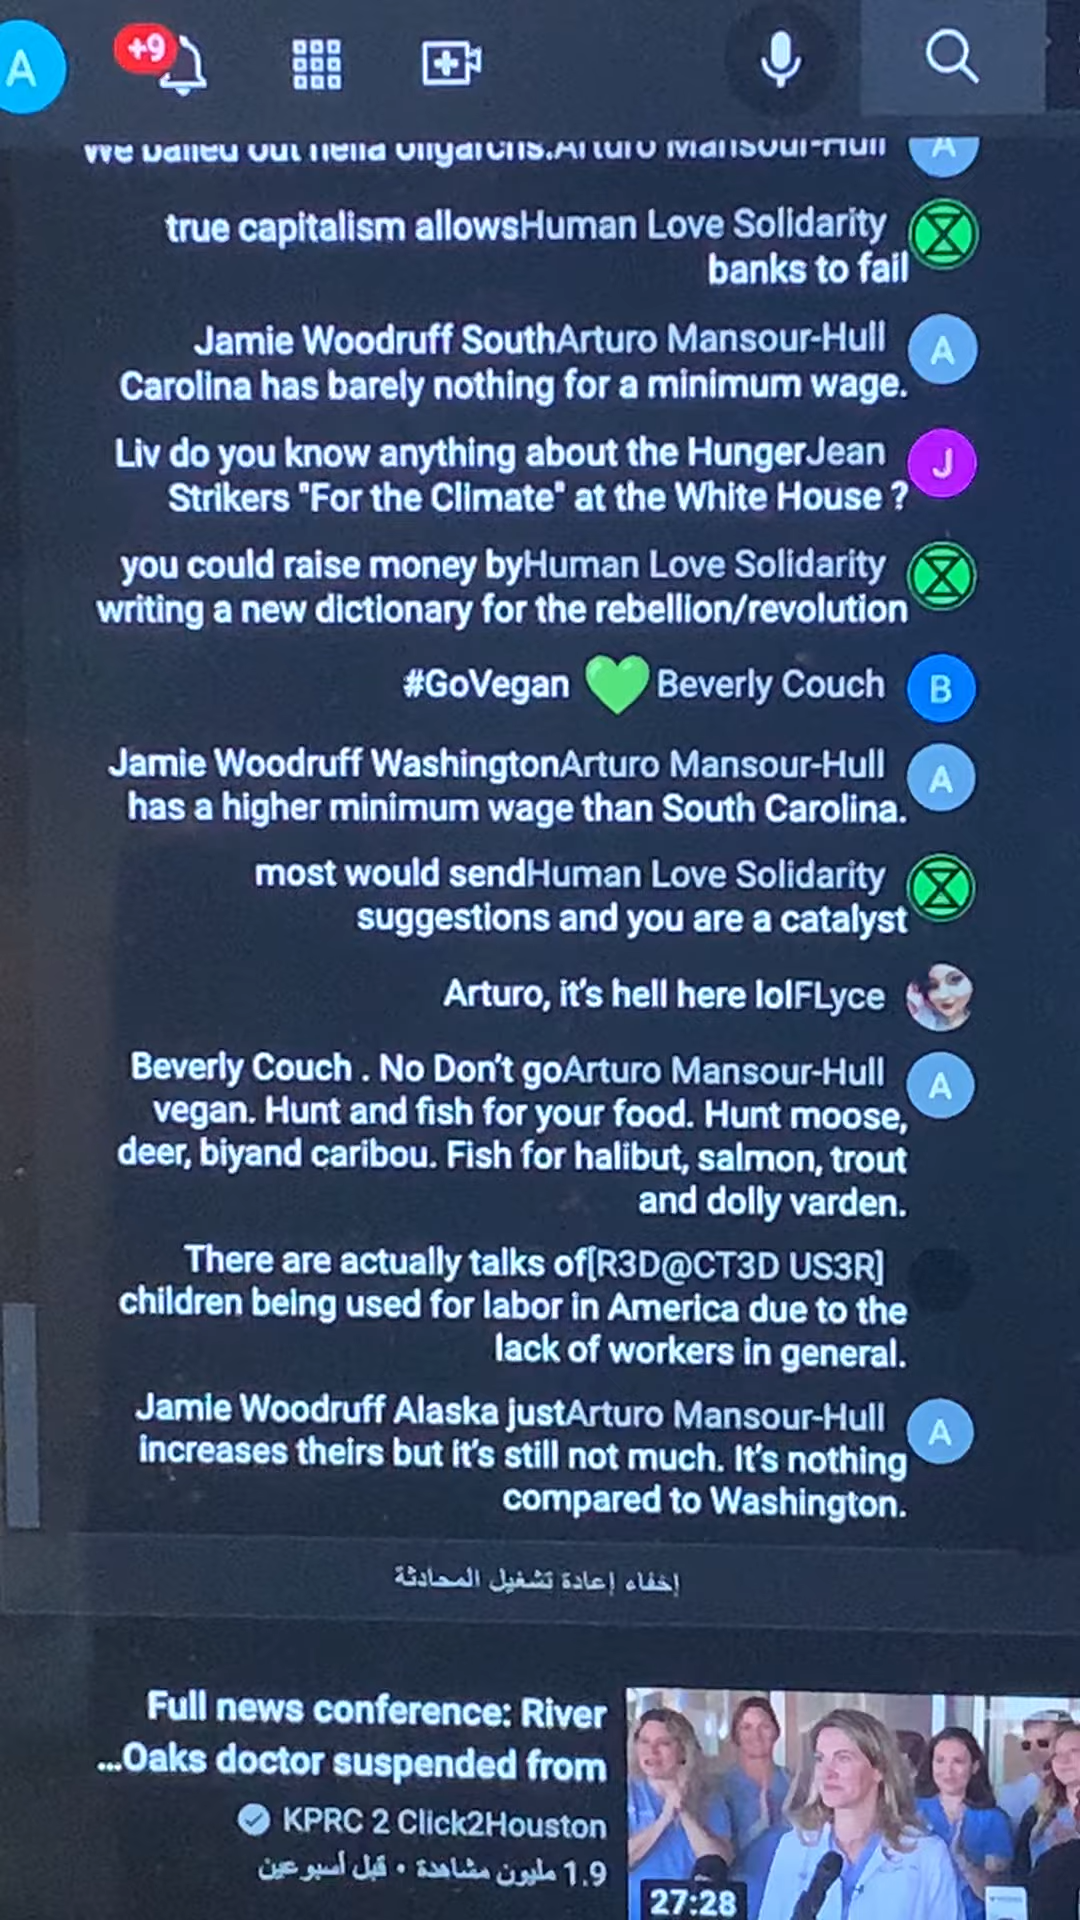 A
+9
We bailed out hella oligarchs.Arturo Mansour-Hull
A
true capitalism allowsHuman Love Solidarity
banks to fail
Jamie Woodruff SouthArturo Mansour-Hull
A
Carolina has barely nothing for a minimum wage.
Liv do you know anything about the HungerJean
J
Strikers "For the Climate" at the White House ?
you could raise money byHuman Love Solidarity
writing a new dictionary for the rebellion/revolution
#GoVegan 💚 Beverly Couch
B
Jamie Woodruff WashingtonArturo Mansour-Hull
A
has a higher minimum wage than South Carolina.
most would sendHuman Love Solidarity
suggestions and you are a catalyst
Arturo, it's hell here lolFLyce
Beverly Couch . No Don't goArturo Mansour-Hull
A
vegan. Hunt and fish for your food. Hunt moose,
deer, biyand caribou. Fish for halibut, salmon, trout
and dolly varden.
There are actually talks of[R3D@CT3D US3R]
children being used for labor in America due to the
lack of workers in general.
Jamie Woodruff Alaska justArturo Mansour-Hull
A
increases theirs but it's still not much. It's nothing
compared to Washington.
إخفاء إعادة تشغيل المحادثة
Full news conference: River
...Oaks doctor suspended from
KPRC 2 Click2Houston
1.9 مليون مشاهدة • قبل أسبوعين
27:28